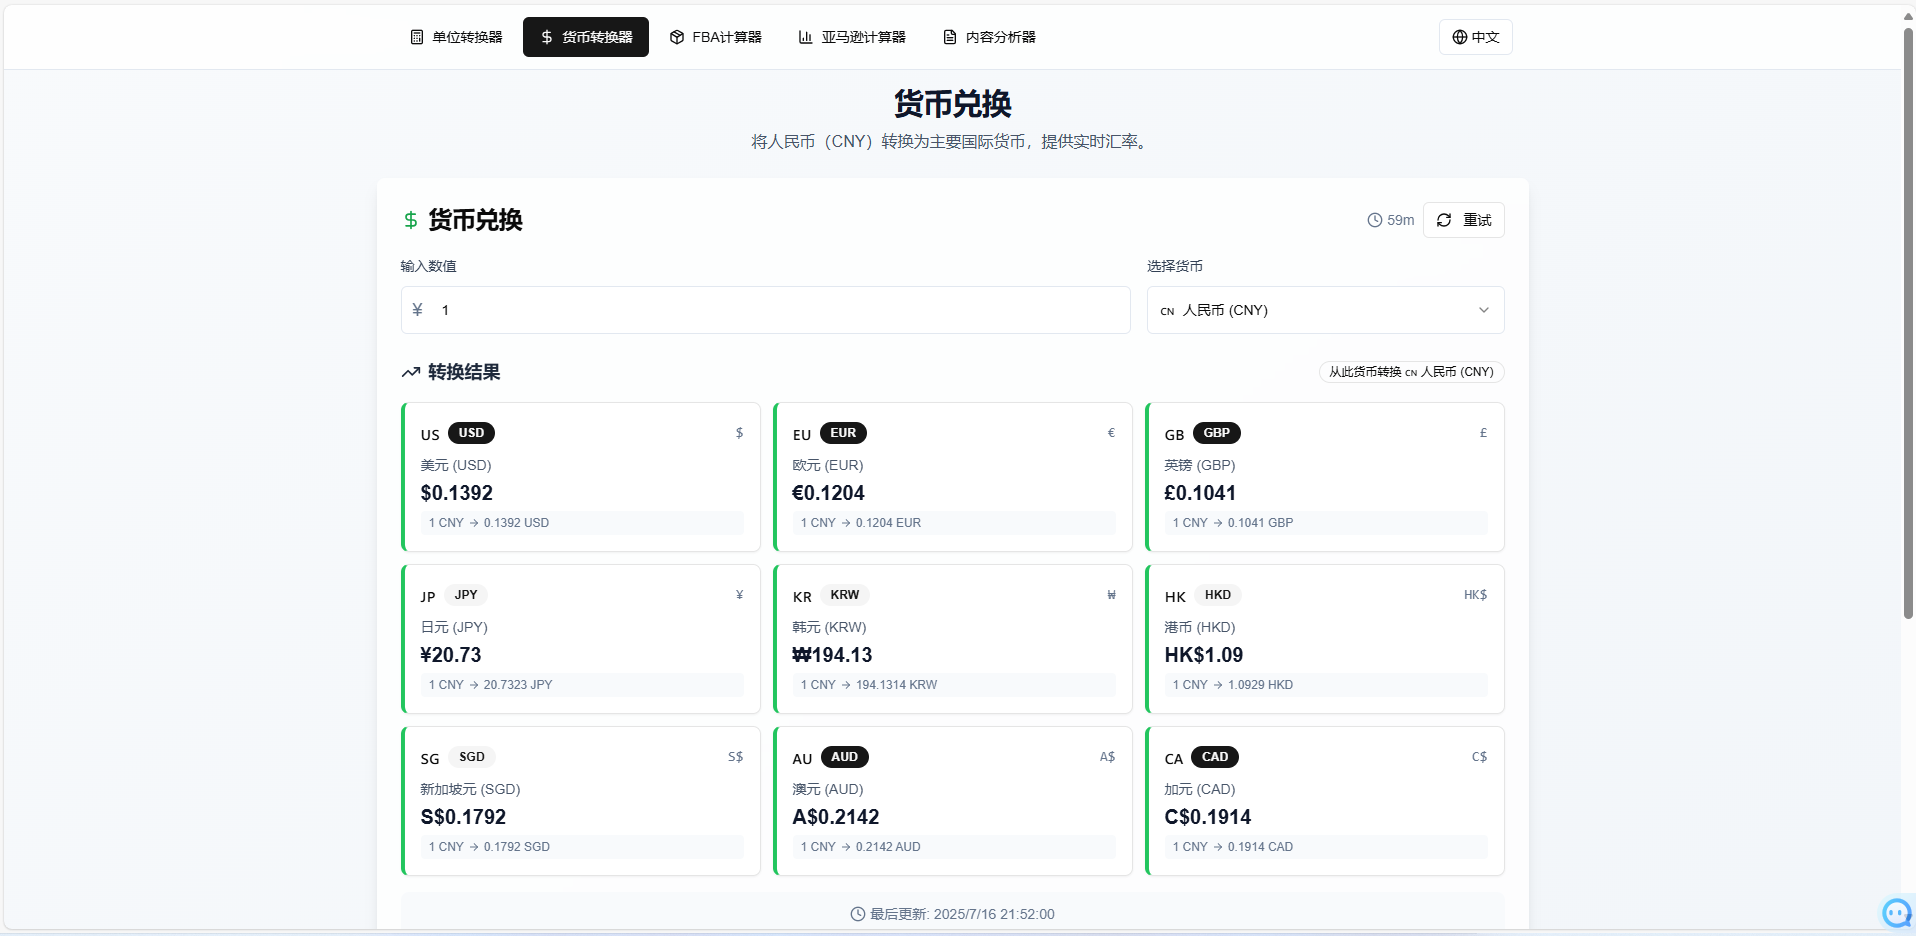 单位转换器 货币转换器 FBA计算器 亚马逊计算器 内容分析器 中文
货币兑换
将人民币（CNY）转换为主要国际货币，提供实时汇率。
$ 货币兑换 59m 重试
输入数值 选择货币
¥ 1 CN 人民币 (CNY)
转换结果 从此货币转换 CN 人民币 (CNY)
US USD $
美元 (USD)
$0.1392
1 CNY → 0.1392 USD
EU EUR €
欧元 (EUR)
€0.1204
1 CNY → 0.1204 EUR
GB GBP £
英镑 (GBP)
£0.1041
1 CNY → 0.1041 GBP
JP JPY ¥
日元 (JPY)
¥20.73
1 CNY → 20.7323 JPY
KR KRW ₩
韩元 (KRW)
₩194.13
1 CNY → 194.1314 KRW
HK HKD HK$
港币 (HKD)
HK$1.09
1 CNY → 1.0929 HKD
SG SGD S$
新加坡元 (SGD)
S$0.1792
1 CNY → 0.1792 SGD
AU AUD A$
澳元 (AUD)
A$0.2142
1 CNY → 0.2142 AUD
CA CAD C$
加元 (CAD)
C$0.1914
1 CNY → 0.1914 CAD
最后更新: 2025/7/16 21:52:00